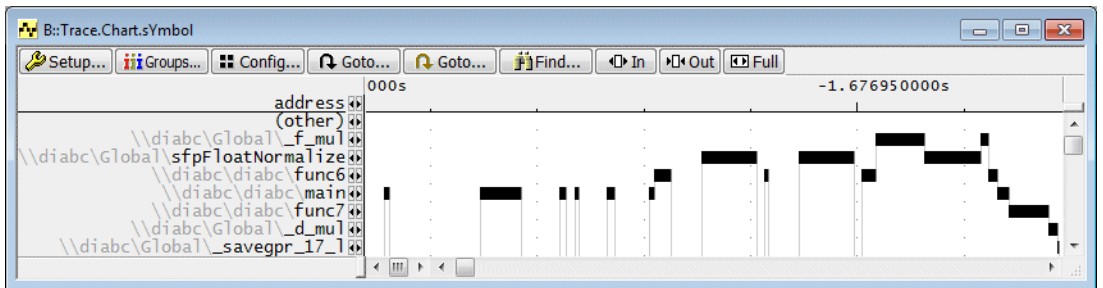 B::Trace.Chart.sYmbol
Setup... Groups... Config... Goto... Goto... Find... In Out Full
000s -1.676950000s
address
(other)
\\diabc\Global\_f_mul
\\diabc\Global\sfpFloatNormalize
\\diabc\diabc\func6
\\diabc\diabc\main
\\diabc\diabc\func7
\\diabc\Global\_d_mul
\\diabc\Global\_savegpr_17_l